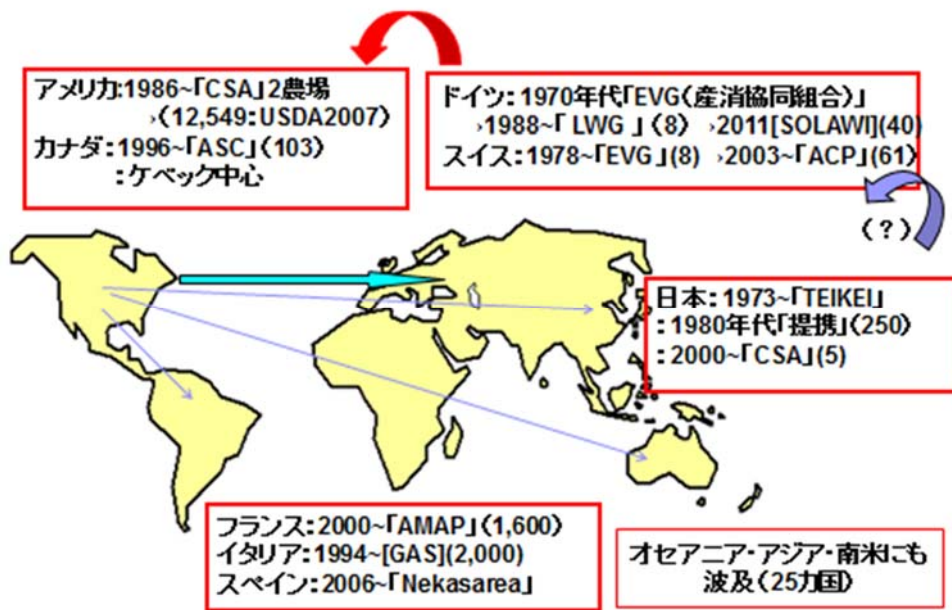 アメリカ:1986~「CSA」2農場
›(12,549:USDA2007)
カナダ:1996~「ASC」(103)
:ケベック中心
ドイツ:1970年代「EVG(産消協同組合)」
›1988~「 LWG 」(8) ›2011[SOLAWI](40)
スイス:1978~「EVG」(8) ›2003~「ACP」(61)
(?)
日本:1973~「TEIKEI」
:1980年代「提携」(250)
:2000~「CSA」(5)
フランス:2000~「AMAP」(1,600)
イタリア:1994~[GAS](2,000)
スペイン:2006~「Nekasarea」
オセアニア・アジア・南米にも
波及(25カ国)